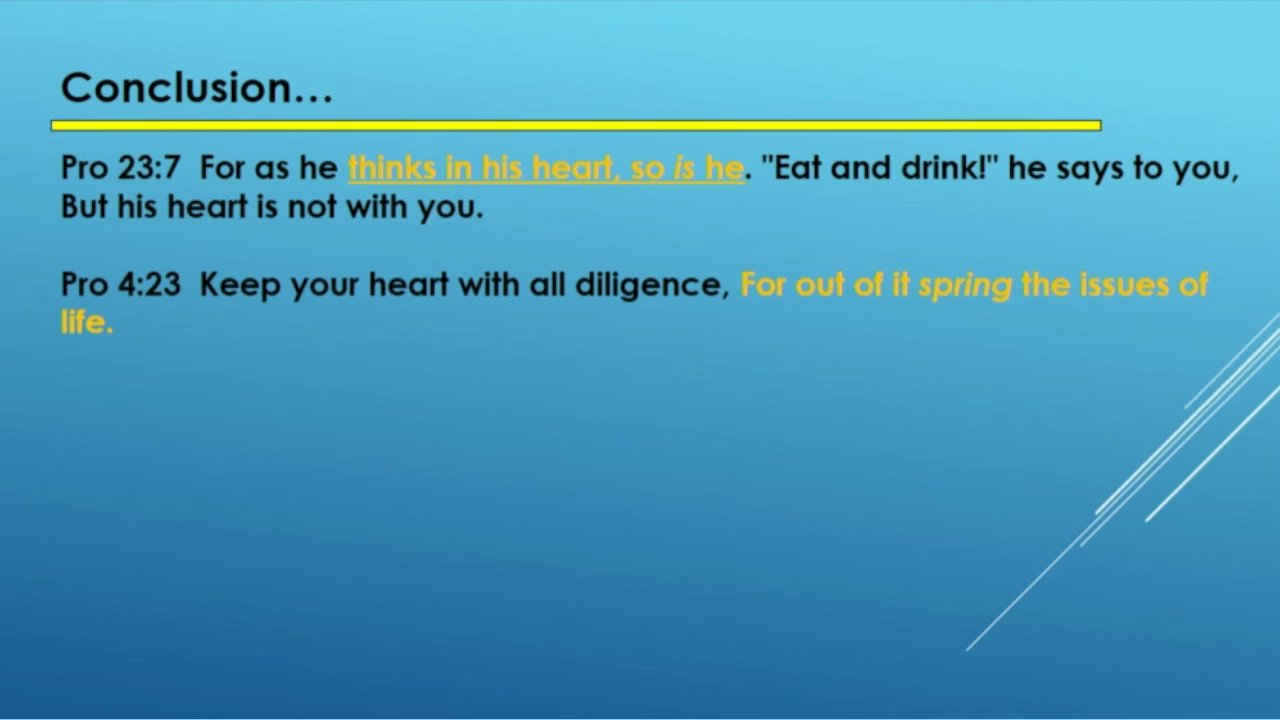 Conclusion…
Pro 23:7  For as he thinks in his heart, so is he. "Eat and drink!" he says to you,
But his heart is not with you.
Pro 4:23  Keep your heart with all diligence, For out of it spring the issues of
life.